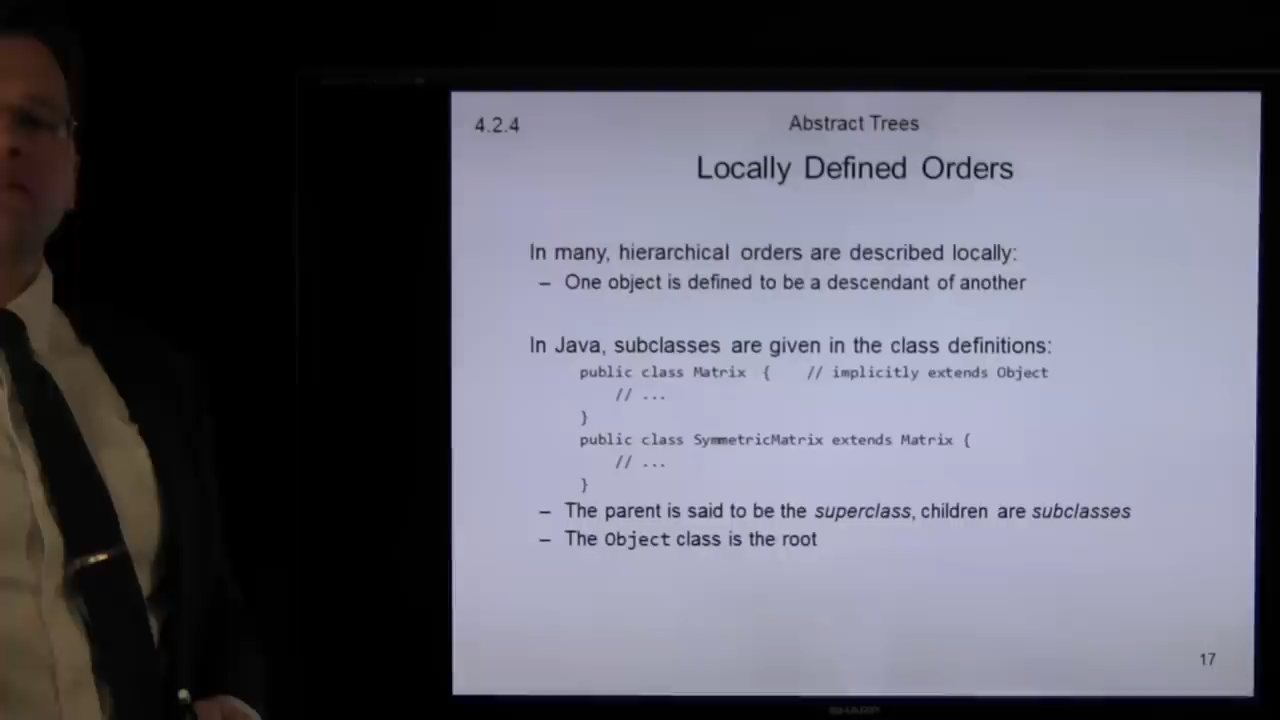 4.2.4
Abstract Trees
Locally Defined Orders
In many, hierarchical orders are described locally:
– One object is defined to be a descendant of another
In Java, subclasses are given in the class definitions:
public class Matrix { // implicitly extends Object
// ...
}
public class SymmetricMatrix extends Matrix {
// ...
}
– The parent is said to be the superclass, children are subclasses
– The Object class is the root
17
SHARP